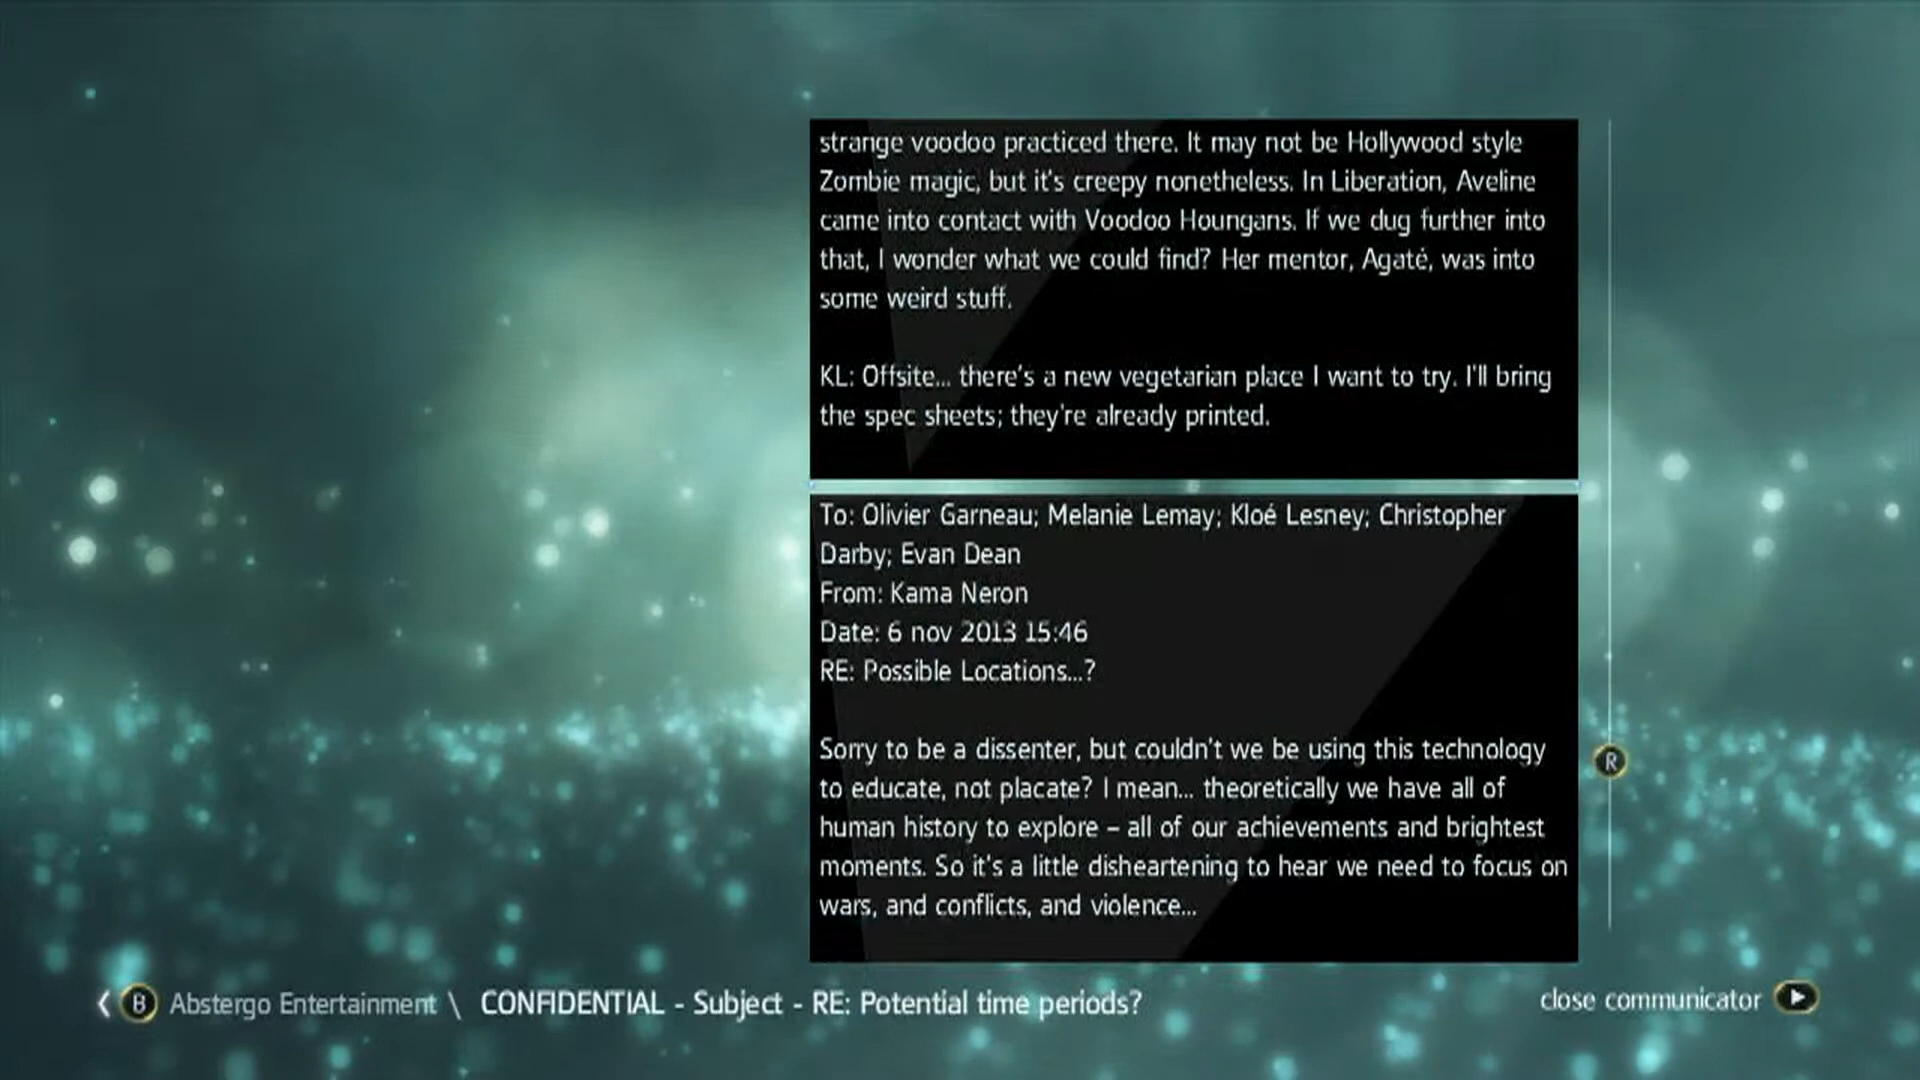 strange voodoo practiced there. It may not be Hollywood style
Zombie magic, but it's creepy nonetheless. In Liberation, Aveline
came into contact with Voodoo Houngans. If we dug further into
that, I wonder what we could find? Her mentor, Agaté, was into
some weird stuff.
KL: Offsite... there's a new vegetarian place I want to try. I'll bring
the spec sheets; they're already printed.
To: Olivier Garneau; Melanie Lemay; Kloé Lesney; Christopher
Darby; Evan Dean
From: Kama Neron
Date: 6 nov 2013 15:46
RE: Possible Locations...?
Sorry to be a dissenter, but couldn't we be using this technology
to educate, not placate? I mean... theoretically we have all of
human history to explore – all of our achievements and brightest
moments. So it's a little disheartening to hear we need to focus on
wars, and conflicts, and violence...
R
B Abstergo Entertainment \ CONFIDENTIAL - Subject - RE: Potential time periods?
close communicator